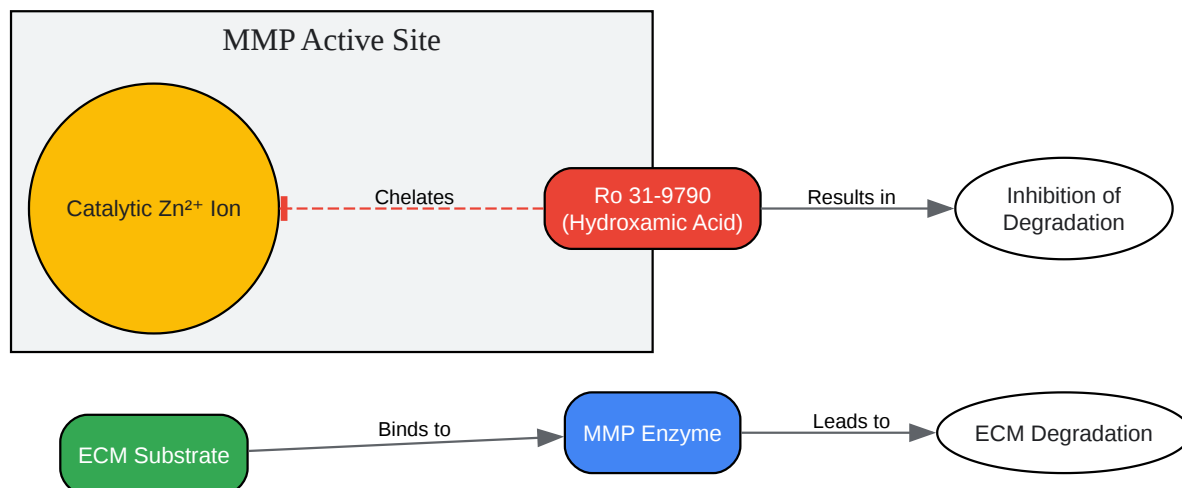 MMP Active Site
Catalytic Zn²⁺ Ion
Chelates
Ro 31-9790
(Hydroxamic Acid)
Results in
Inhibition of
Degradation
ECM Substrate
Binds to
MMP Enzyme
Leads to
ECM Degradation